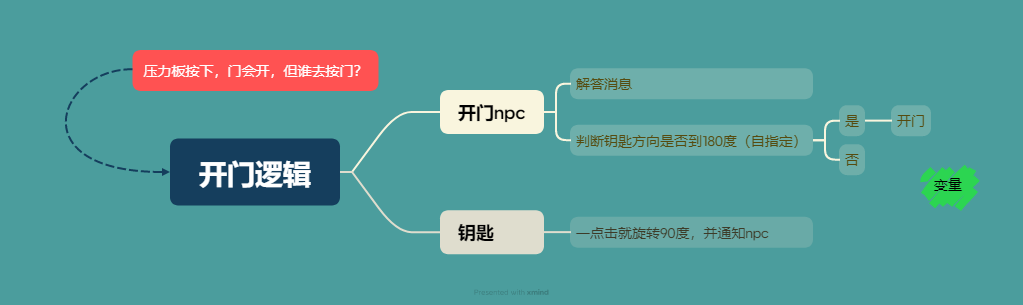 压力板按下，门会开，但谁去按门？
开门逻辑
开门npc
解答消息
判断钥匙方向是否到180度（自指定）
是
开门
否
变量
钥匙
一点击就旋转90度，并通知npc
Presented with xmind